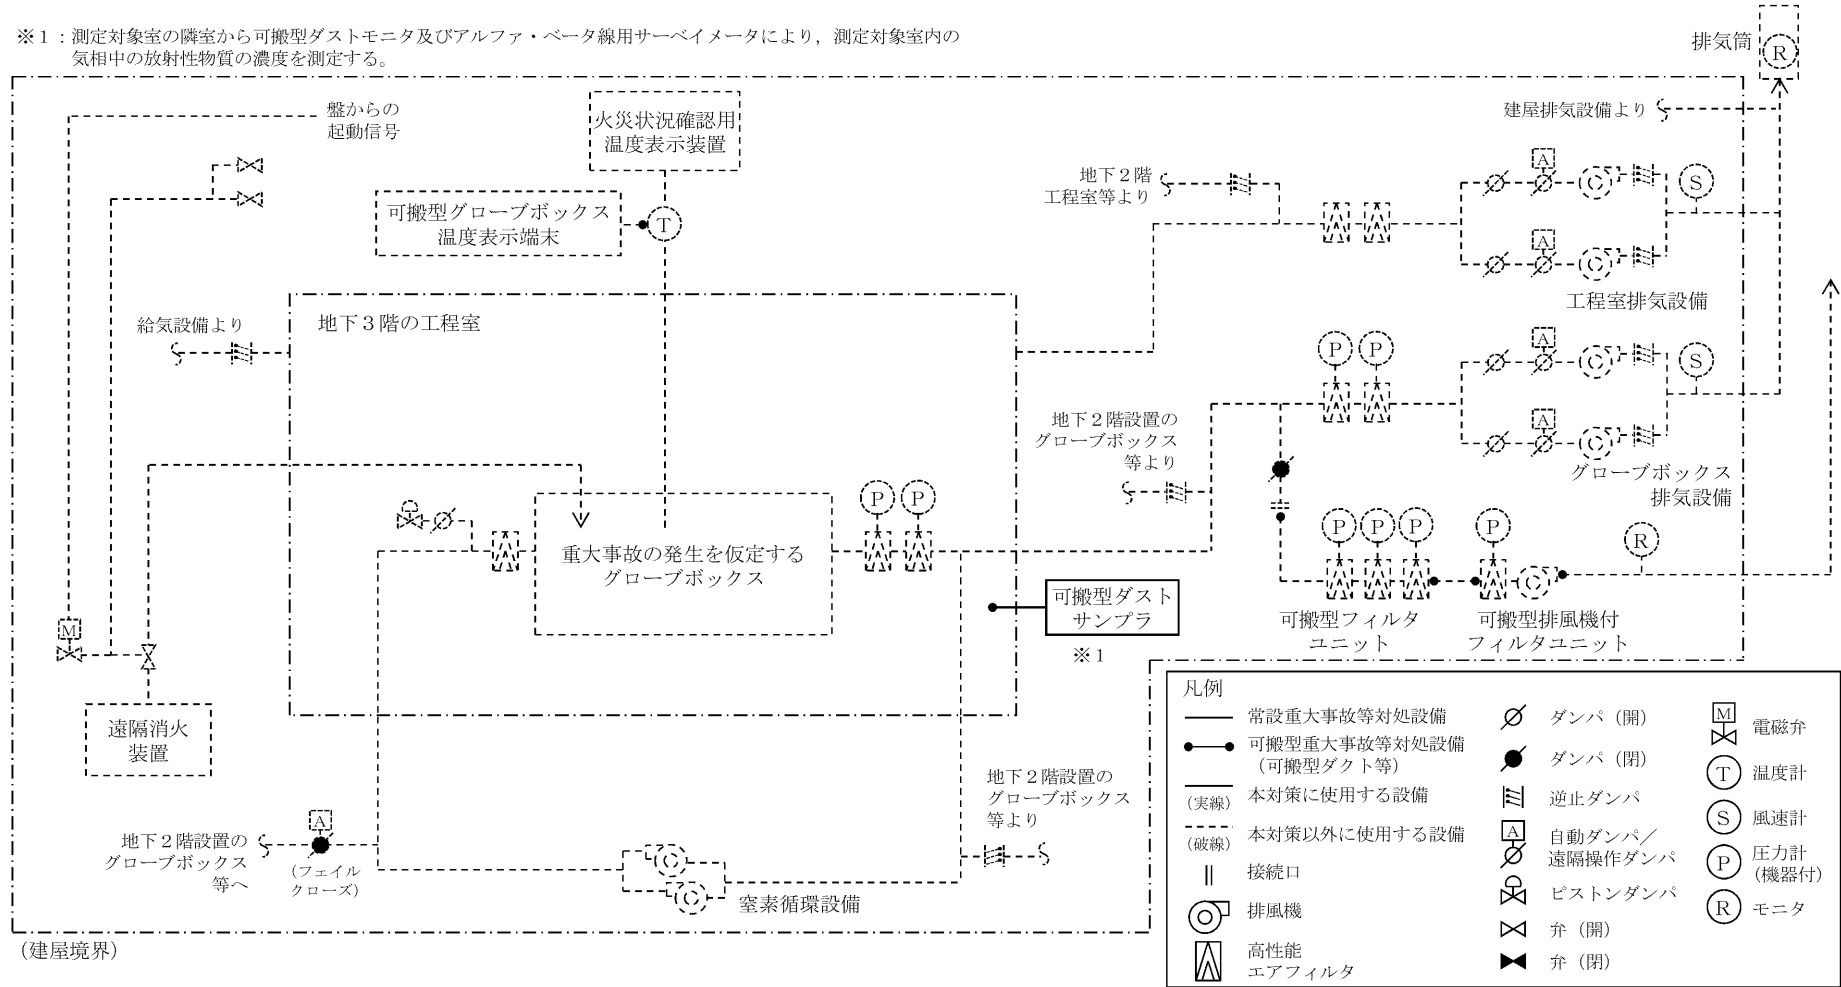 ※1：測定対象室の隣室から可搬型ダストモニタ及びアルファ・ベータ線用サーベイメータにより，測定対象室内の
気相中の放射性物質の濃度を測定する。
排気筒
R
盤からの
起動信号
火災状況確認用
温度表示装置
可搬型グローブボックス
温度表示端末
T
建屋排気設備より
地下２階
工程室等より
A
S
A
工程室排気設備
給気設備より
地下３階の工程室
P
P
A
S
A
グローブボックス
排気設備
地下２階設置の
グローブボックス
等より
P
P
重大事故の発生を仮定する
グローブボックス
P
P
P
P
R
可搬型フィルタ
ユニット
可搬型排風機付
フィルタユニット
可搬型ダスト
サンプラ
※1
M
遠隔消火
装置
地下２階設置の
グローブボックス
等へ
A
（フェイル
クローズ）
窒素循環設備
地下２階設置の
グローブボックス
等より
（建屋境界）
凡例
常設重大事故等対処設備
可搬型重大事故等対処設備
（可搬型ダクト等）
（実線）
本対策に使用する設備
（破線）
本対策以外に使用する設備
接続口
排風機
高性能
エアフィルタ
ダンパ（開）
ダンパ（閉）
逆止ダンパ
A
自動ダンパ／
遠隔操作ダンパ
ピストンダンパ
弁（開）
弁（閉）
M
電磁弁
T
温度計
S
風速計
P
圧力計
（機器付）
R
モニタ